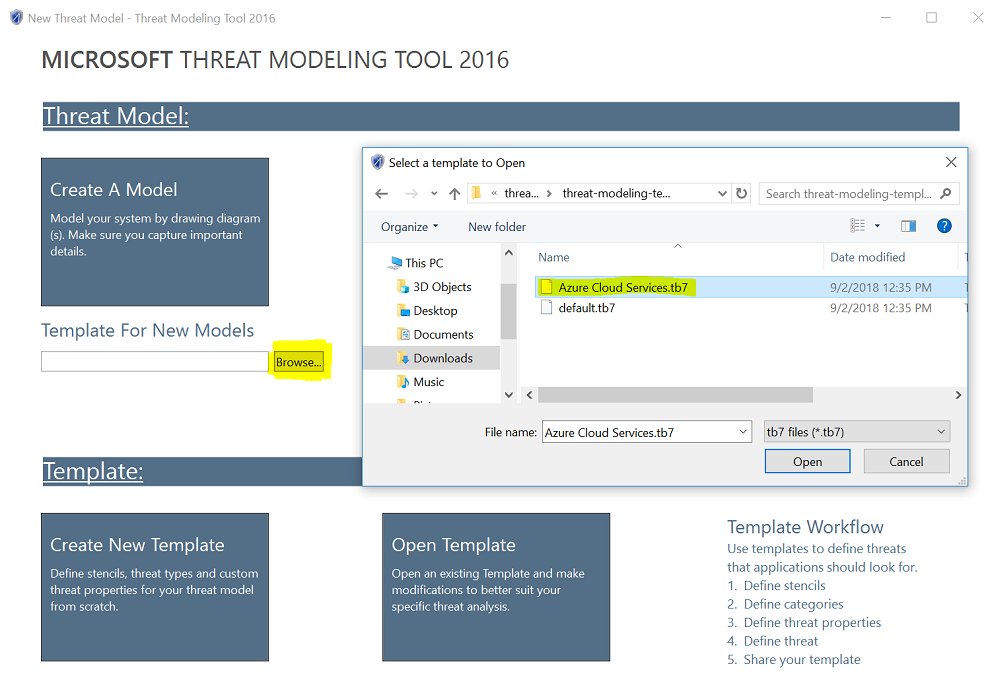 New Threat Model - Threat Modeling Tool 2016
MICROSOFT THREAT MODELING TOOL 2016
Threat Model:
Create A Model
Model your system by drawing diagram
(s). Make sure you capture important
details.
Template For New Models
Browse...
Select a template to Open
« threa... > threat-modeling-te...
Search threat-modeling-templ...
Organize
New folder
?
This PC
3D Objects
Desktop
Documents
Downloads
Music
Name
Date modified
Azure Cloud Services.tb7
9/2/2018 12:35 PM
default.tb7
9/2/2018 12:35 PM
File name:
Azure Cloud Services.tb7
tb7 files (*.tb7)
Open
Cancel
Template:
Create New Template
Define stencils, threat types and custom
threat properties for your threat model
from scratch.
Open Template
Open an existing Template and make
modifications to better suit your
specific threat analysis.
Template Workflow
Use templates to define threats
that applications should look for.
1. Define stencils
2. Define categories
3. Define threat properties
4. Define threat
5. Share your template